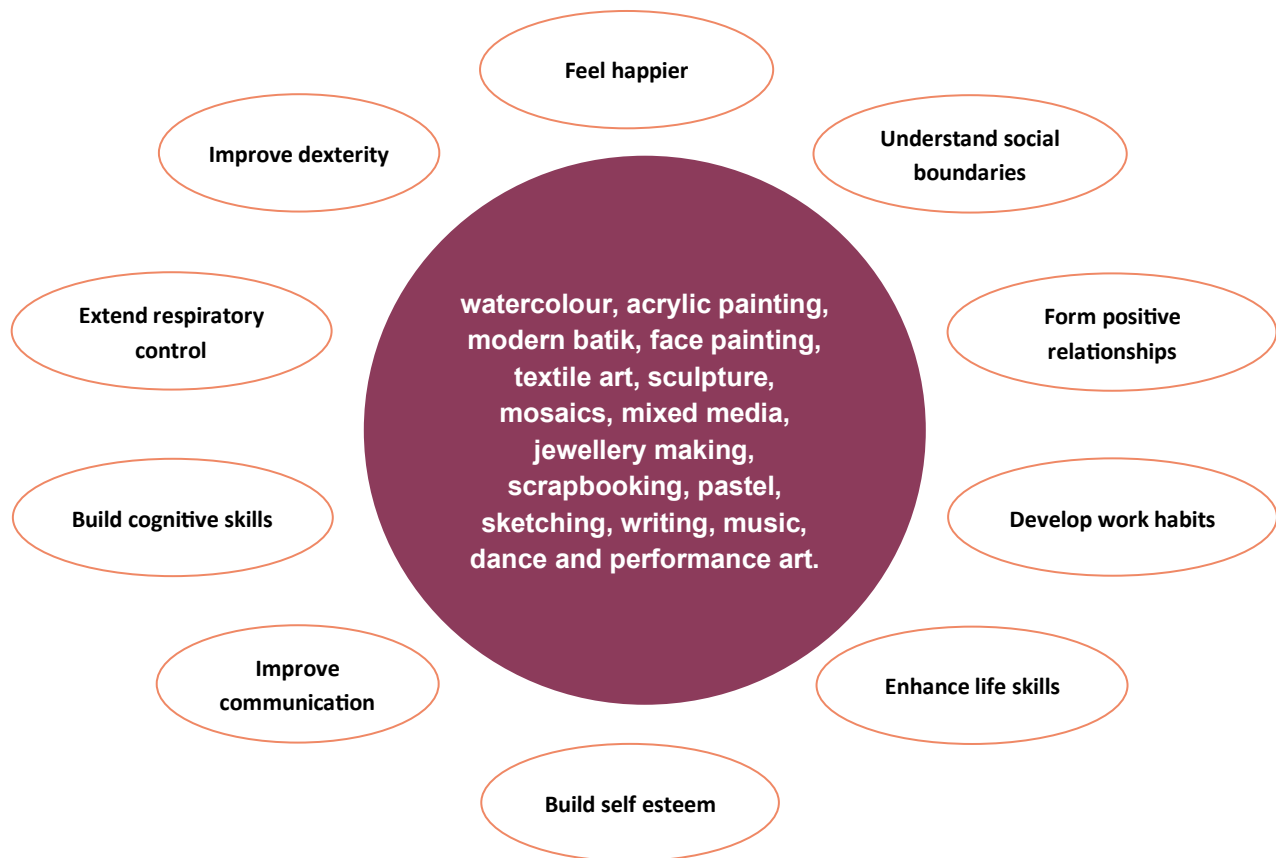 Feel happier
Improve dexterity
Understand social
boundaries
Extend respiratory
control
Form positive
relationships
watercolour, acrylic painting,
modern batik, face painting,
textile art, sculpture,
mosaics, mixed media,
jewellery making,
scrapbooking, pastel,
sketching, writing, music,
dance and performance art.
Build cognitive skills
Develop work habits
Improve
communication
Enhance life skills
Build self esteem